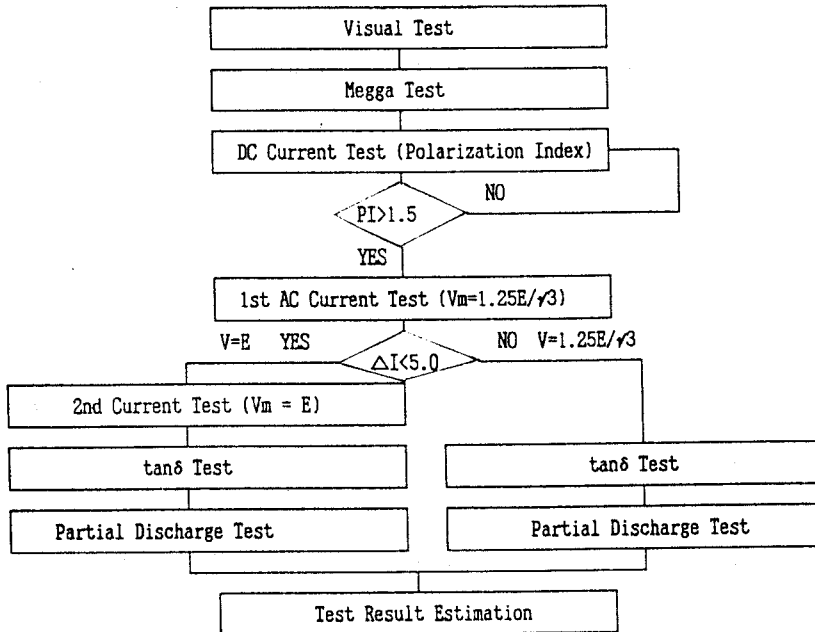 Visual Test
Megga Test
DC Current Test (Polarization Index)
NO
PI>1.5
YES
1st AC Current Test (Vm=1.25E/√3)
V=E YES
NO V=1.25E/√3
△I<5.0
2nd Current Test (Vm = E)
tanδ Test
tanδ Test
Partial Discharge Test
Partial Discharge Test
Test Result Estimation